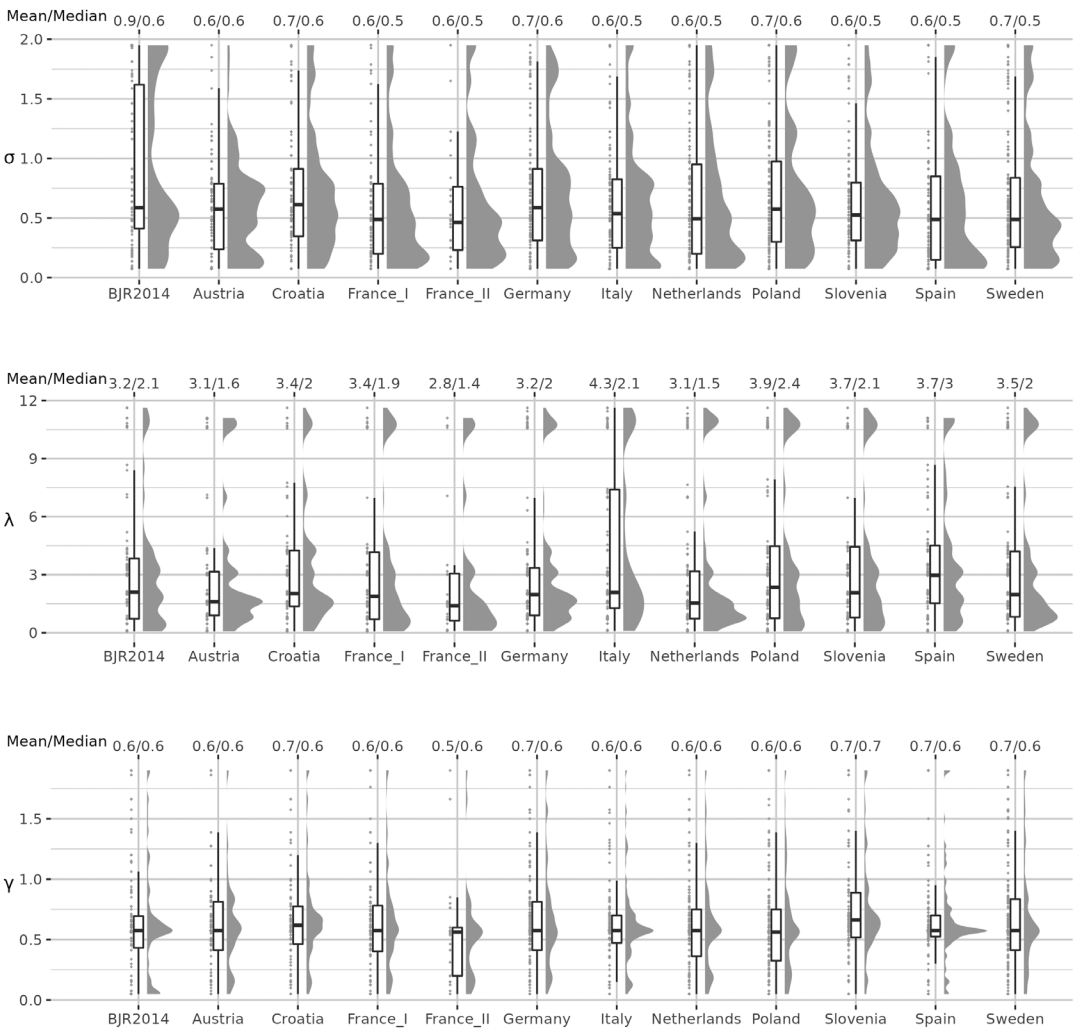 Mean/Median 0.9/0.6 0.6/0.6 0.7/0.6 0.6/0.5 0.6/0.5 0.7/0.6 0.6/0.5 0.6/0.5 0.7/0.6 0.6/0.5 0.6/0.5 0.7/0.5
2.0
1.5
σ 1.0
0.5
0.0
BJR2014 Austria Croatia France_I France_II Germany Italy Netherlands Poland Slovenia Spain Sweden
Mean/Median 3.2/2.1 3.1/1.6 3.4/2 3.4/1.9 2.8/1.4 3.2/2 4.3/2.1 3.1/1.5 3.9/2.4 3.7/2.1 3.7/3 3.5/2
12
9
λ 6
3
0
BJR2014 Austria Croatia France_I France_II Germany Italy Netherlands Poland Slovenia Spain Sweden
Mean/Median 0.6/0.6 0.6/0.6 0.7/0.6 0.6/0.6 0.5/0.6 0.7/0.6 0.6/0.6 0.6/0.6 0.6/0.6 0.7/0.7 0.7/0.6 0.7/0.6
1.5
γ 1.0
0.5
0.0
BJR2014 Austria Croatia France_I France_II Germany Italy Netherlands Poland Slovenia Spain Sweden